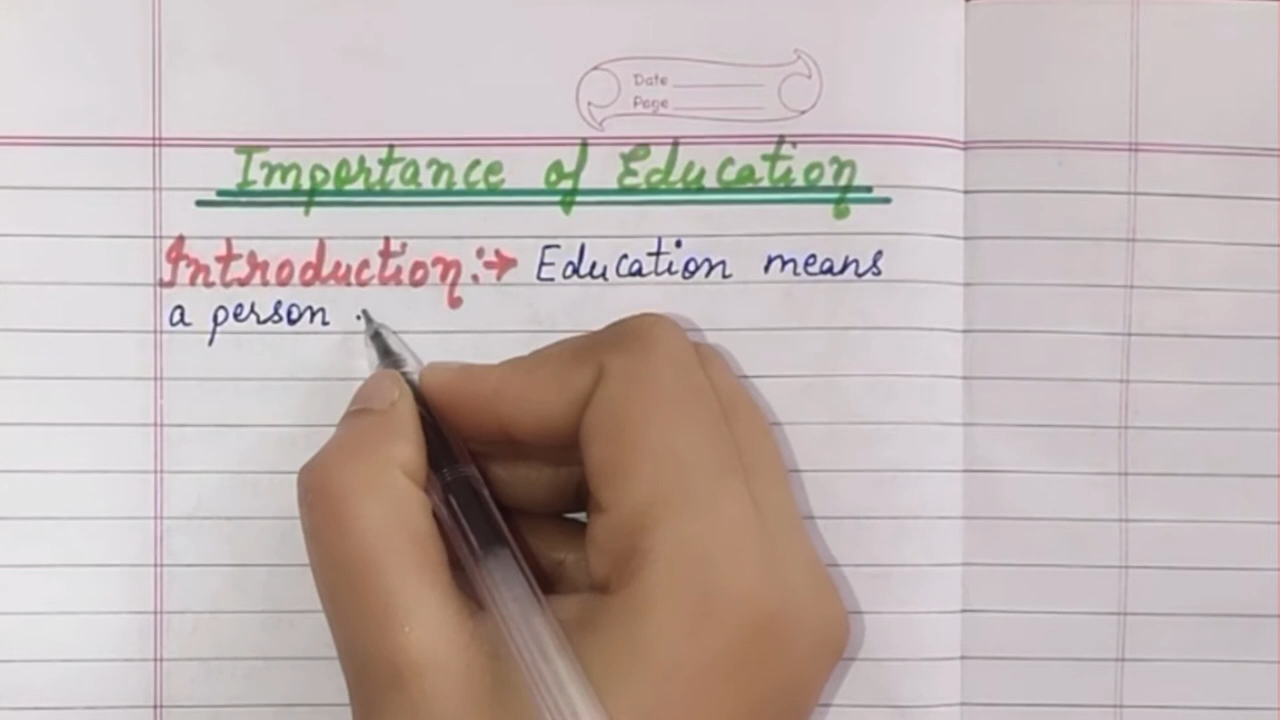 Date
Page
Importance of Education
Introduction:→ Education means
a person